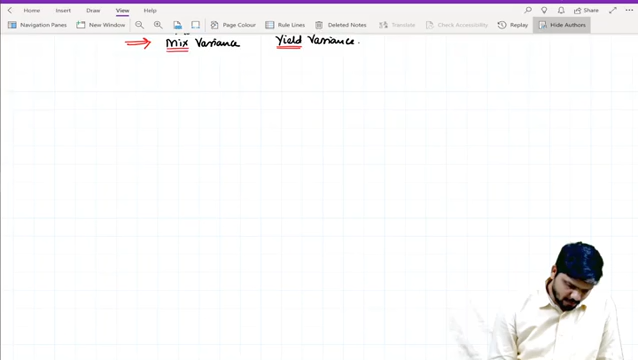 Home Insert Draw View Help Share
Navigation Panes New Window Page Colour Rule Lines Deleted Notes Translate Check Accessibility Replay Hide Authors
Mix Variance Yield Variance.